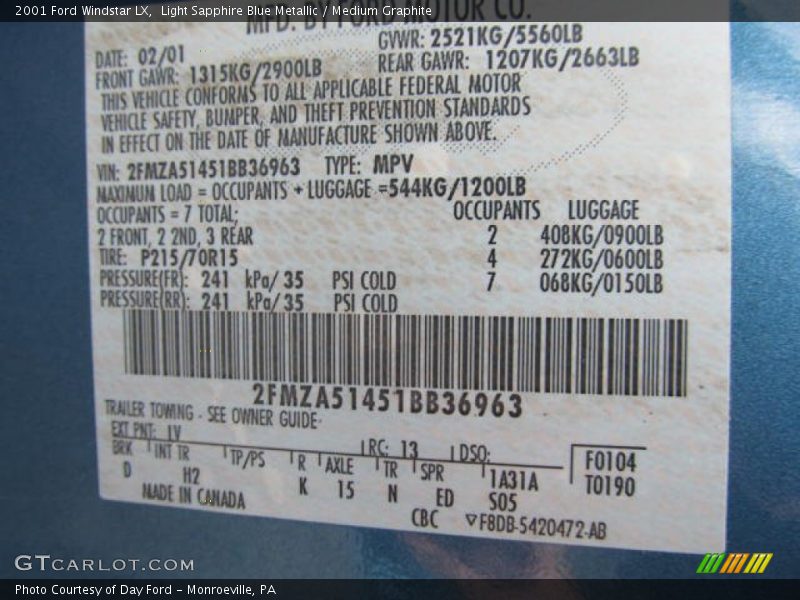 2001 Ford Windstar LX,  Light Sapphire Blue Metallic / Medium Graphite
MFD. BY FORD MOTOR CO.
DATE: 02/01 GVWR: 2521KG/5560LB
FRONT GAWR: 1315KG/2900LB REAR GAWR: 1207KG/2663LB
THIS VEHICLE CONFORMS TO ALL APPLICABLE FEDERAL MOTOR
VEHICLE SAFETY, BUMPER, AND THEFT PREVENTION STANDARDS
IN EFFECT ON THE DATE OF MANUFACTURE SHOWN ABOVE.
VIN: 2FMZA51451BB36963 TYPE: MPV
MAXIMUM LOAD = OCCUPANTS + LUGGAGE =544KG/1200LB
OCCUPANTS = 7 TOTAL; OCCUPANTS LUGGAGE
2 FRONT, 2 2ND, 3 REAR 2 408KG/0900LB
TIRE: P215/70R15 4 272KG/0600LB
PRESSURE(FR): 241 kPa/ 35 PSI COLD 7 068KG/0150LB
PRESSURE(RR): 241 kPa/ 35 PSI COLD
2FMZA51451BB36963
TRAILER TOWING - SEE OWNER GUIDE
EXT PNT: LV RC: 13 DSO: F0104
BRK INT TR TP/PS R AXLE TR SPR 1A31A T0190
D H2 K 15 N ED S05
MADE IN CANADA CBC ▽F8DB-5420472-AB
GTCARLOT.COM
Photo Courtesy of Day Ford – Monroeville, PA